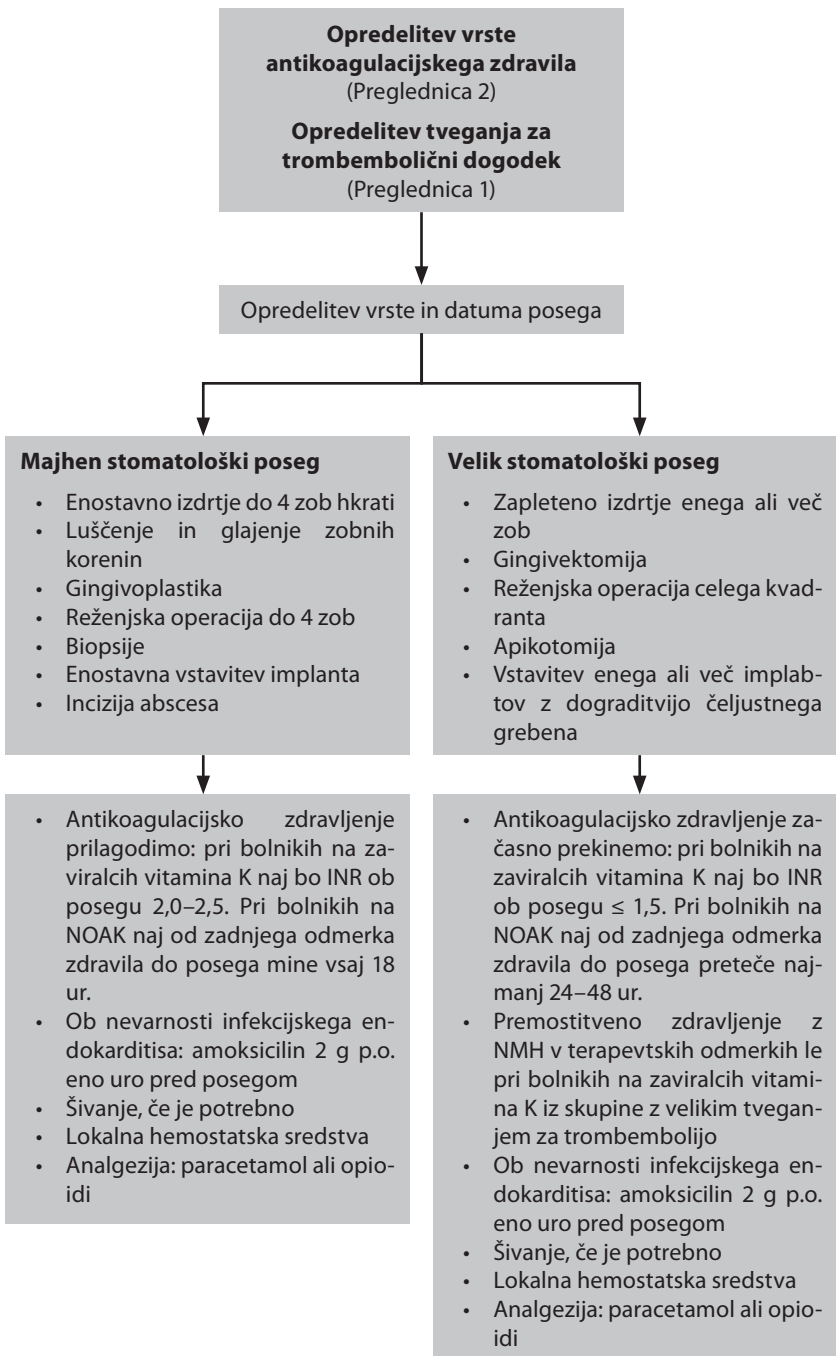 Opredelitev vrste
antikoagulacijskega zdravila
(Preglednica 2)
Opredelitev tveganja za
trombembolični dogodek
(Preglednica 1)
Opredelitev vrste in datuma posega
Majhen stomatološki poseg
• Enostavno izdrtje do 4 zob hkrati
• Luščenje in glajenje zobnih
korenin
• Gingivoplastika
• Reženjska operacija do 4 zob
• Biopsije
• Enostavna vstavitev implanta
• Incizija abscesa
Velik stomatološki poseg
• Zapleteno izdrtje enega ali več
zob
• Gingivektomija
• Reženjska operacija celega kvad-
ranta
• Apikotomija
• Vstavitev enega ali več implab-
tov z dograditvijo čeljustnega
grebena
• Antikoagulacijsko zdravljenje
prilagodimo: pri bolnikih na za-
viralcih vitamina K naj bo INR ob
posegu 2,0–2,5. Pri bolnikih na
NOAK naj od zadnjega odmerka
zdravila do posega mine vsaj 18
ur.
• Ob nevarnosti infekcijskega en-
dokarditisa: amoksicilin 2 g p.o.
eno uro pred posegom
• Šivanje, če je potrebno
• Lokalna hemostatska sredstva
• Analgezija: paracetamol ali opio-
idi
• Antikoagulacijsko zdravljenje za-
časno prekinemo: pri bolnikih na
zaviralcih vitamina K naj bo INR
ob posegu ≤ 1,5. Pri bolnikih na
NOAK naj od zadnjega odmerka
zdravila do posega preteče naj-
manj 24–48 ur.
• Premostitveno zdravljenje z
NMH v terapevtskih odmerkih le
pri bolnikih na zaviralcih vitami-
na K iz skupine z velikim tvegan-
jem za trombembolijo
• Ob nevarnosti infekcijskega en-
dokarditisa: amoksicilin 2 g p.o.
eno uro pred posegom
• Šivanje, če je potrebno
• Lokalna hemostatska sredstva
• Analgezija: paracetamol ali opio-
idi